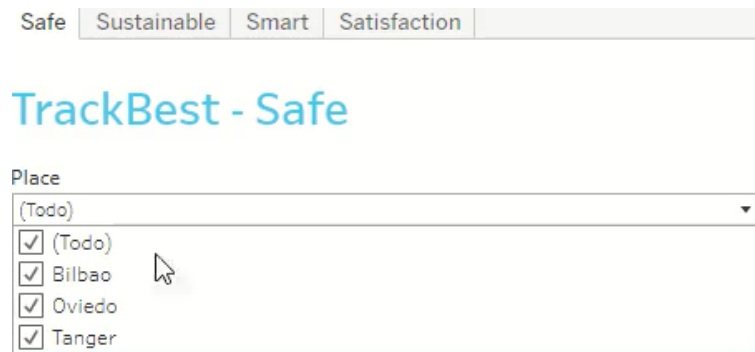 Safe Sustainable Smart Satisfaction
TrackBest - Safe
Place
(Todo)
(Todo)
Bilbao
Oviedo
Tanger